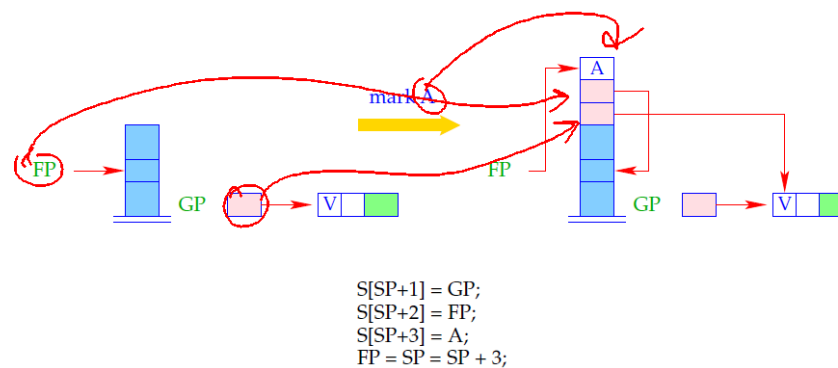 A
mark A
FP
FP
GP
V
GP
V
S[SP+1] = GP;
S[SP+2] = FP;
S[SP+3] = A;
FP = SP = SP + 3;